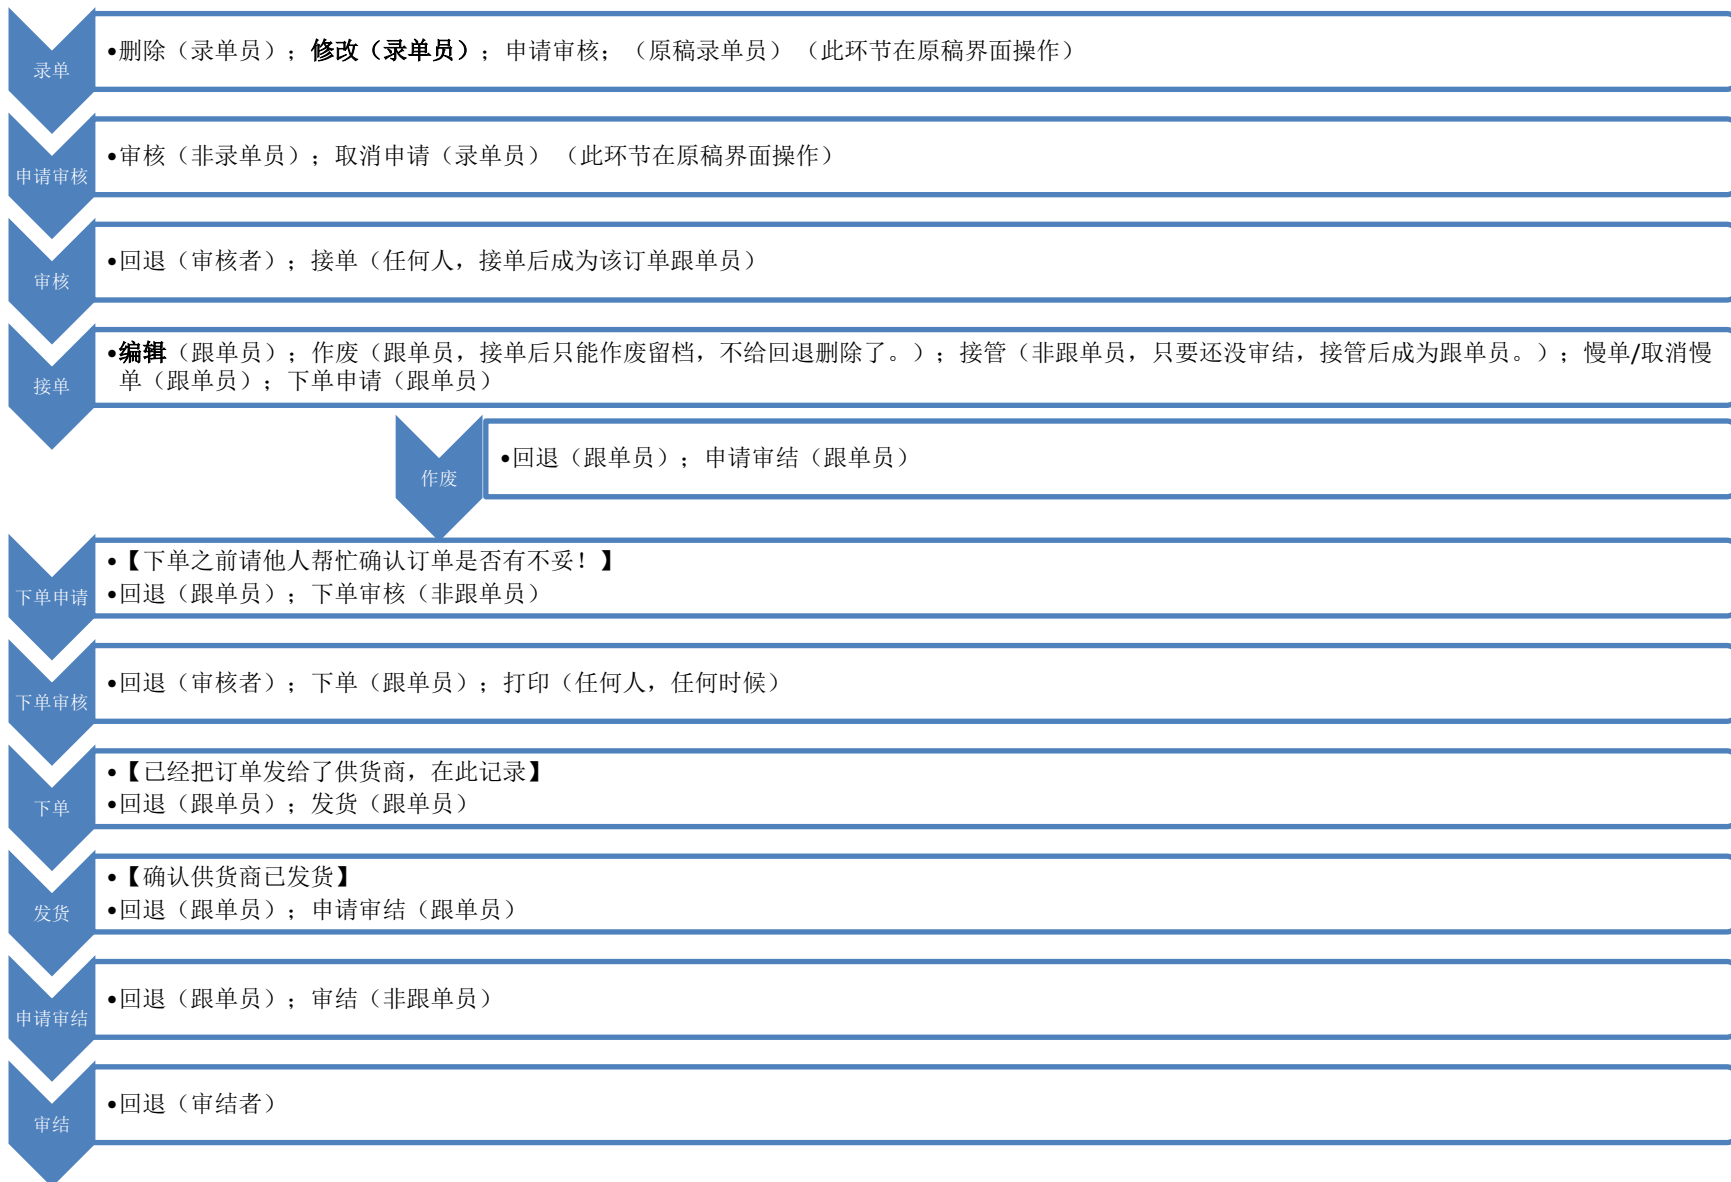 录单
•删除（录单员）；修改（录单员）；申请审核；（原稿录单员）（此环节在原稿界面操作）
申请审核
•审核（非录单员）；取消申请（录单员）（此环节在原稿界面操作）
审核
•回退（审核者）；接单（任何人，接单后成为该订单跟单员）
接单
•编辑（跟单员）；作废（跟单员，接单后只能作废留档，不给回退删除了。）；接管（非跟单员，只要还没审结，接管后成为跟单员。）；慢单/取消慢
单（跟单员）；下单申请（跟单员）
作废
•回退（跟单员）；申请审结（跟单员）
下单申请
•【下单之前请他人帮忙确认订单是否有不妥！】
•回退（跟单员）；下单审核（非跟单员）
下单审核
•回退（审核者）；下单（跟单员）；打印（任何人，任何时候）
下单
•【已经把订单发给了供货商，在此记录】
•回退（跟单员）；发货（跟单员）
发货
•【确认供货商已发货】
•回退（跟单员）；申请审结（跟单员）
申请审结
•回退（跟单员）；审结（非跟单员）
审结
•回退（审结者）